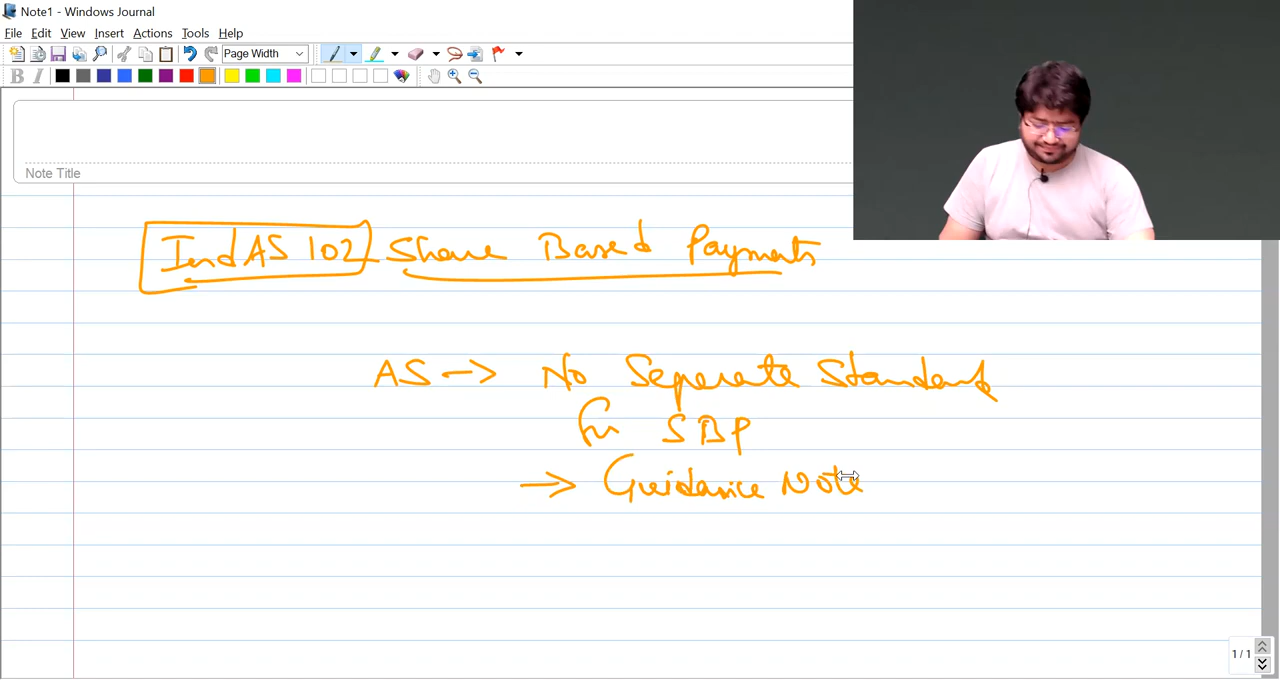 Note1 - Windows Journal
File Edit View Insert Actions Tools Help
Page Width
B I
Note Title
Ind AS 102 - Share Based Payments
AS -> No Seperate Standard
for SBP
-> Guidance Note
1 / 1